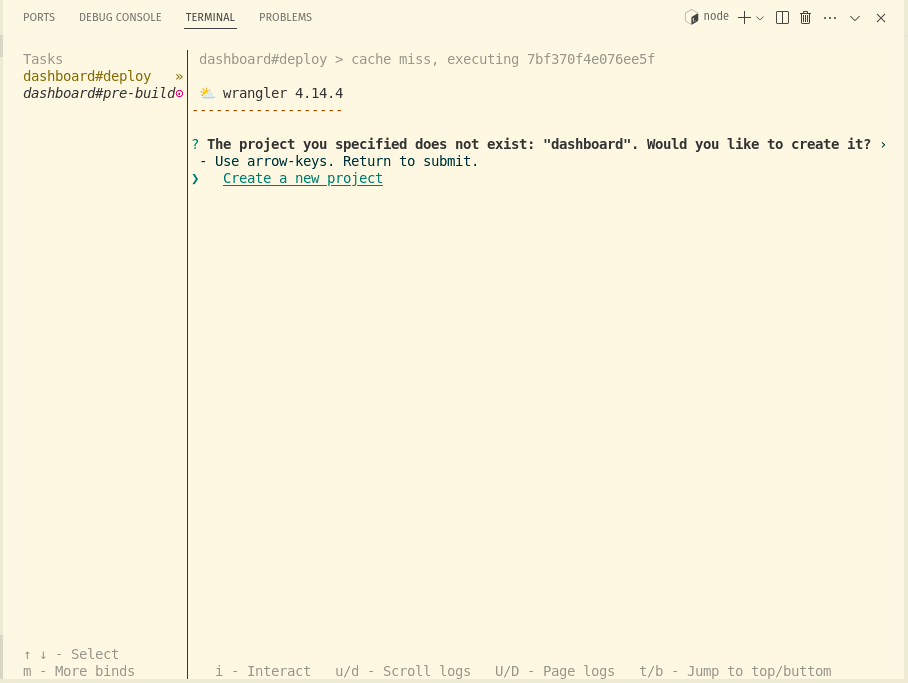 PORTS DEBUG CONSOLE TERMINAL PROBLEMS node
Tasks
dashboard#deploy »
dashboard#pre-build⊙
dashboard#deploy > cache miss, executing 7bf370f4e076ee5f
⛅ wrangler 4.14.4
-------------------
? The project you specified does not exist: "dashboard". Would you like to create it? ›
- Use arrow-keys. Return to submit.
❯ Create a new project
↑ ↓ - Select
m - More binds
i - Interact u/d - Scroll logs U/D - Page logs t/b - Jump to top/buttom